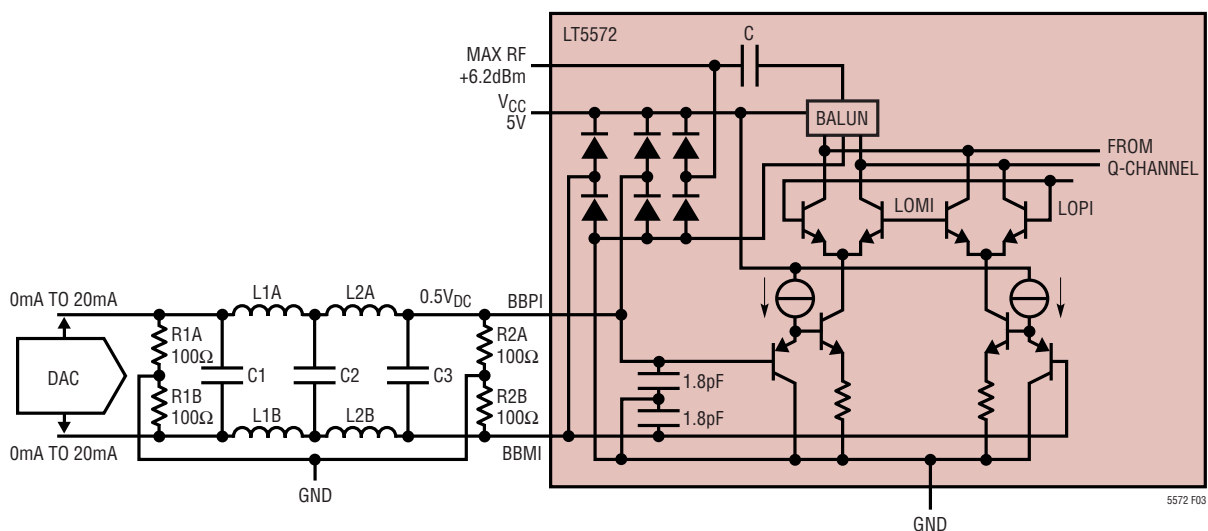 LT5572
C
MAX RF
+6.2dBm
VCC
5V
BALUN
FROM
Q-CHANNEL
LOMI
LOPI
0mA TO 20mA
L1A
L2A
0.5VDC
BBPI
R1A
100Ω
R2A
100Ω
DAC
C1
C2
C3
1.8pF
R1B
100Ω
R2B
100Ω
1.8pF
L1B
L2B
0mA TO 20mA
BBMI
GND
5572 F03
GND